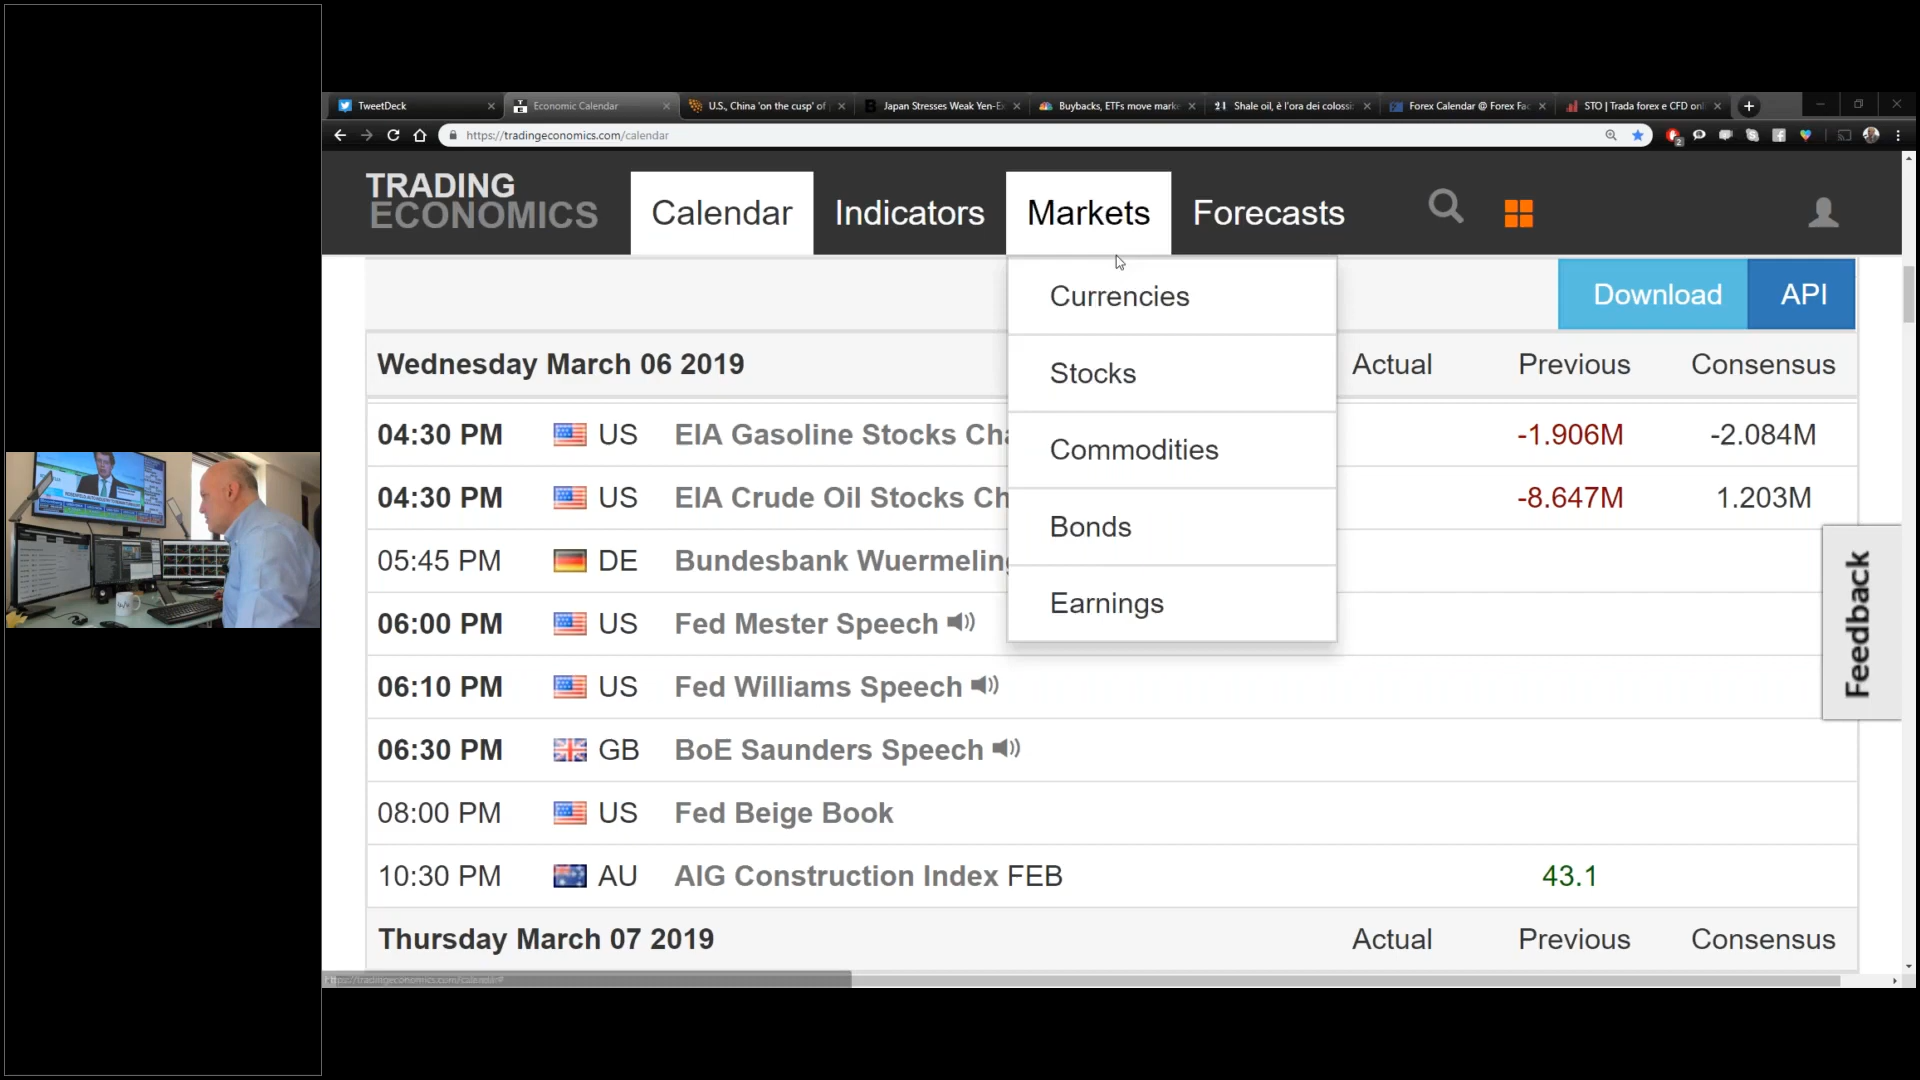 TweetDeck
Economic Calendar
U.S., China 'on the cusp' of
Japan Stresses Weak Yen-E
Buybacks, ETFs move mark
Shale oil, è l'ora dei colossi
Forex Calendar @ Forex Fac
STO | Trada forex e CFD onl
https://tradingeconomics.com/calendar
TRADING
ECONOMICS
Calendar
Indicators
Markets
Forecasts
Currencies
Stocks
Commodities
Bonds
Earnings
Download
API
Wednesday March 06 2019 Actual Previous Consensus
04:30 PM US EIA Gasoline Stocks Ch -1.906M -2.084M
04:30 PM US EIA Crude Oil Stocks Ch -8.647M 1.203M
05:45 PM DE Bundesbank Wuermelin
06:00 PM US Fed Mester Speech
06:10 PM US Fed Williams Speech
06:30 PM GB BoE Saunders Speech
08:00 PM US Fed Beige Book
10:30 PM AU AIG Construction Index FEB 43.1
Thursday March 07 2019 Actual Previous Consensus
Feedback
https://tradingeconomics.com/calendar#